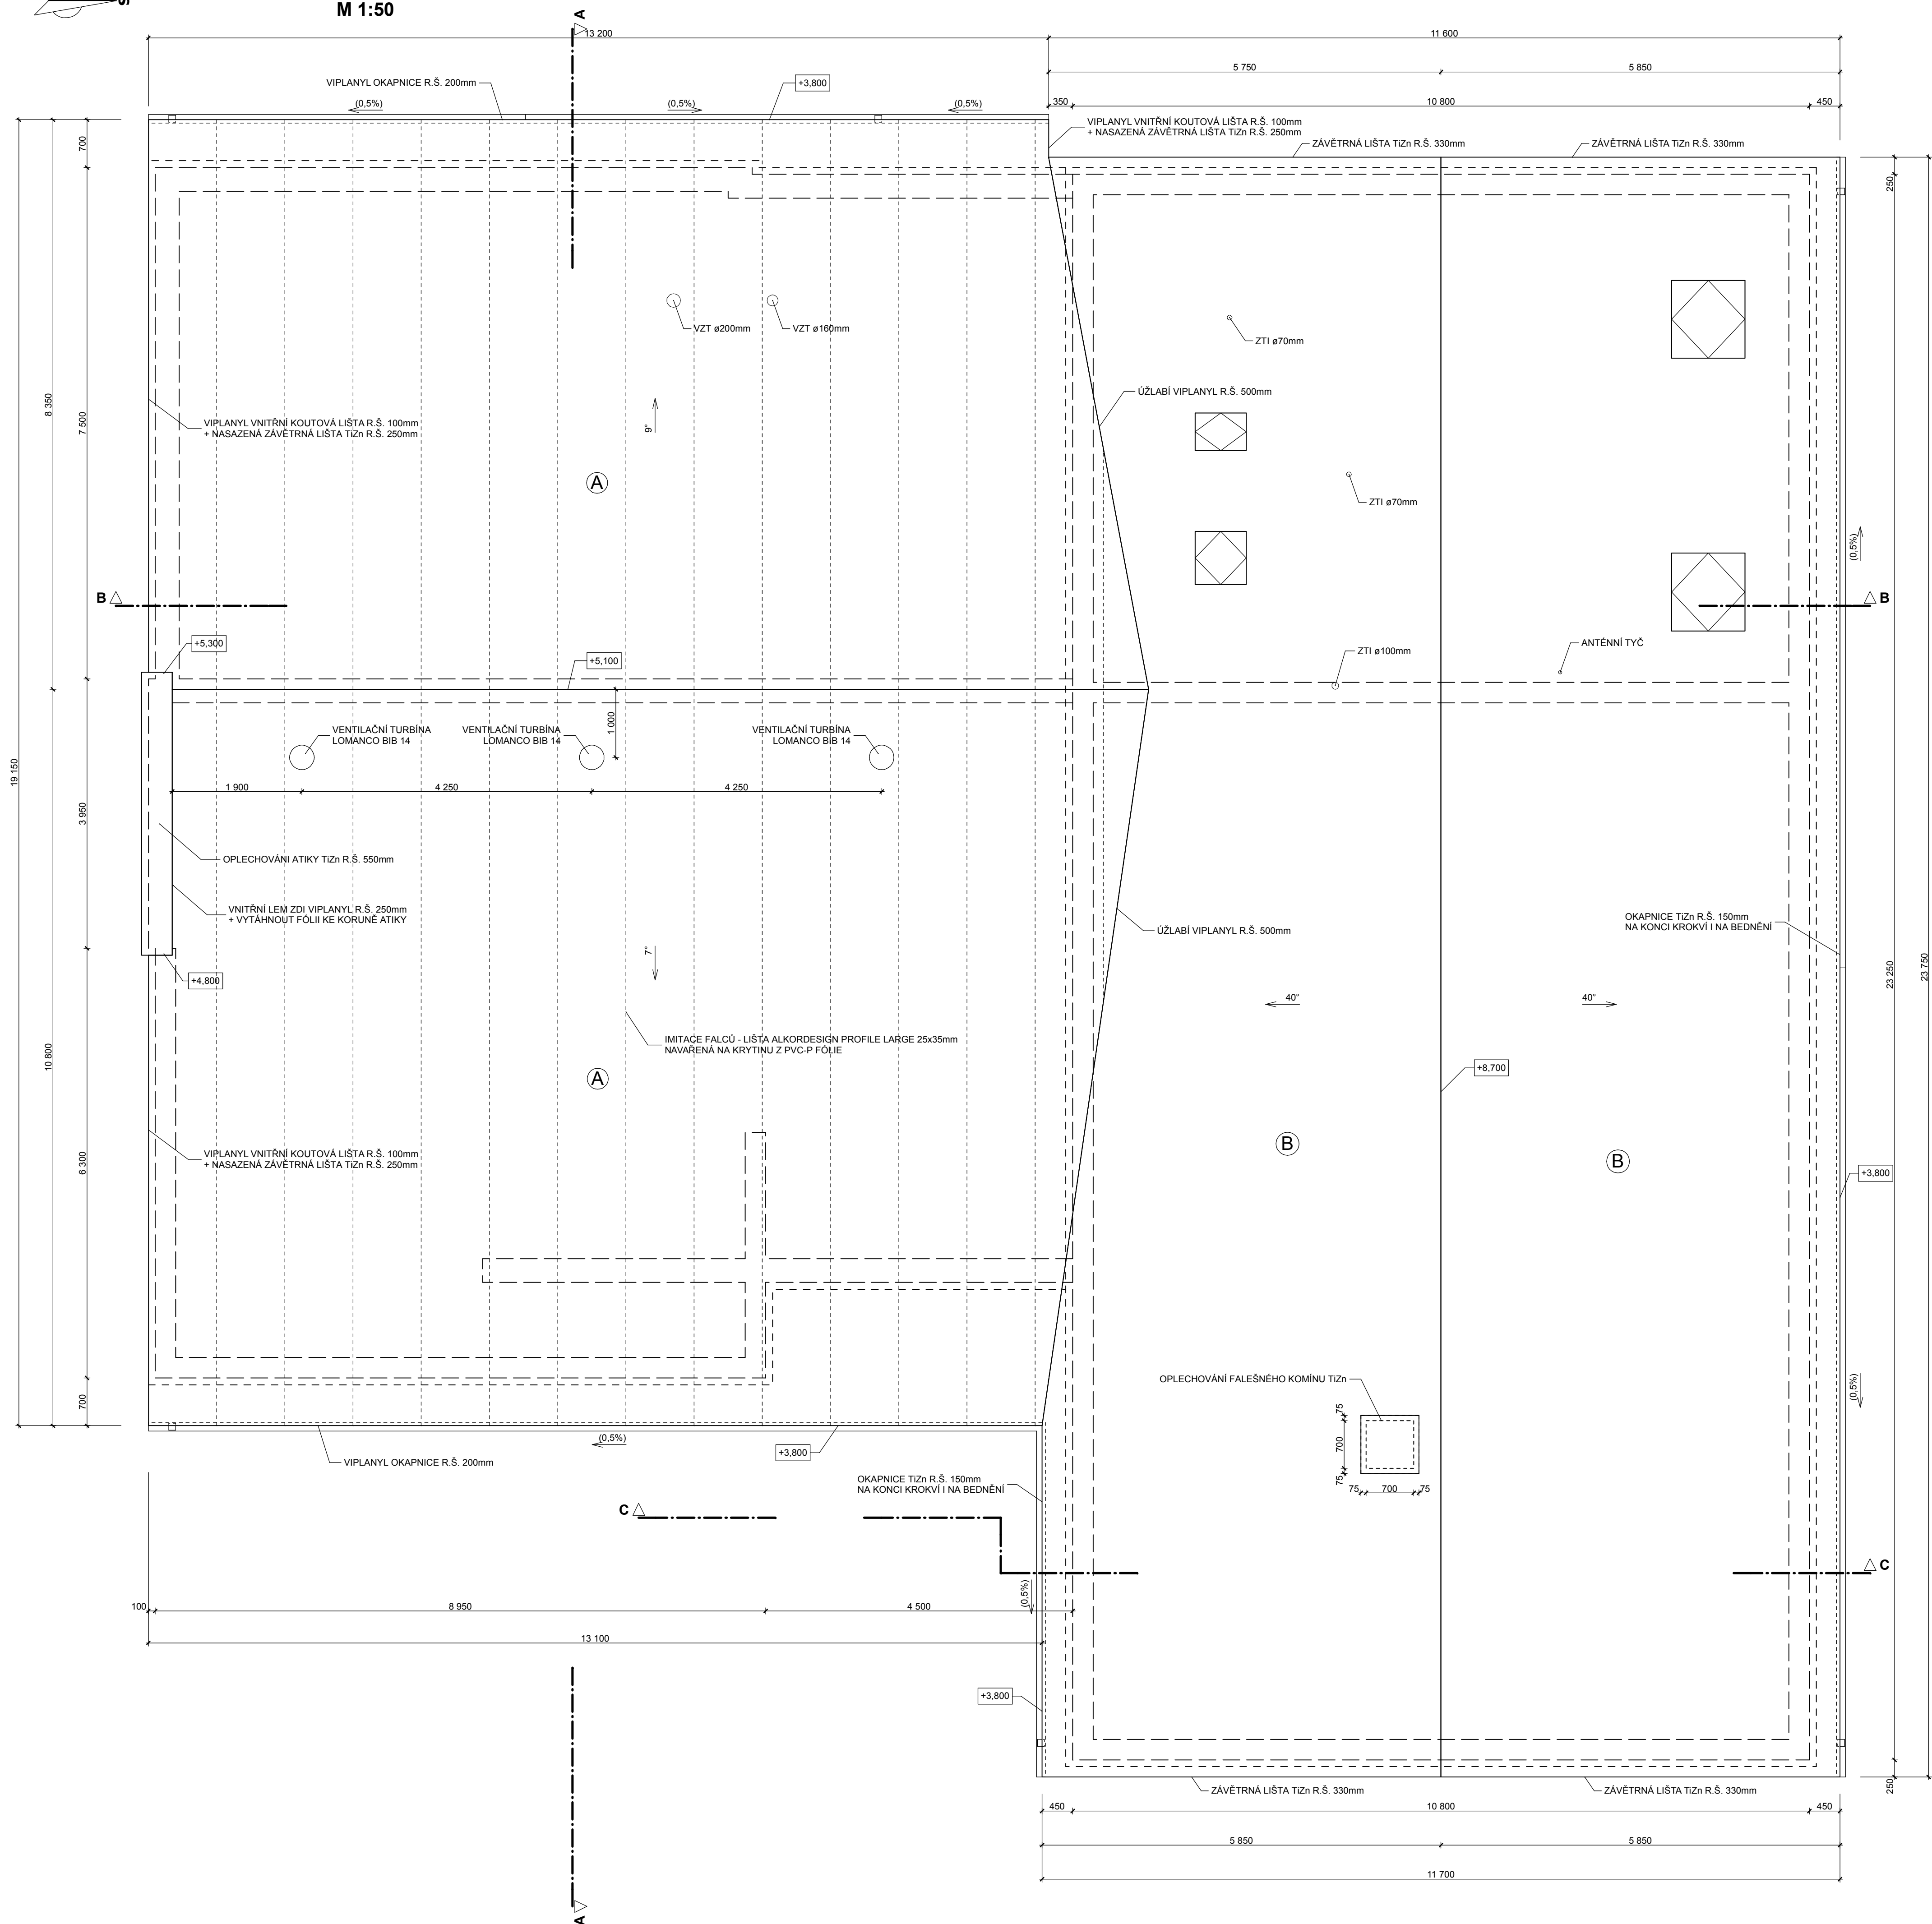 S
M 1:50
A
13 200
11 600
5 750
5 850
VIPLANYL OKAPNICE R.Š. 200mm
+3,800
(0,5%)
(0,5%)
(0,5%)
350
10 800
450
VIPLANYL VNITŘNÍ KOUTOVÁ LIŠTA R.Š. 100mm
+ NASAZENÁ ZÁVĚTRNÁ LIŠTA TiZn R.Š. 250mm
ZÁVĚTRNÁ LIŠTA TiZn R.Š. 330mm
ZÁVĚTRNÁ LIŠTA TiZn R.Š. 330mm
700
250
VZT ø200mm
VZT ø160mm
ZTI ø70mm
ÚŽLABÍ VIPLANYL R.Š. 500mm
8 350
7 500
VIPLANYL VNITŘNÍ KOUTOVÁ LIŠTA R.Š. 100mm
+ NASAZENÁ ZÁVĚTRNÁ LIŠTA TiZn R.Š. 250mm
9°
A
ZTI ø70mm
(0,5%)
B
B
+5,300
+5,100
ZTI ø100mm
ANTÉNNÍ TYČ
1 000
VENTILAČNÍ TURBÍNA
LOMANCO BIB 14
VENTILAČNÍ TURBÍNA
LOMANCO BIB 14
VENTILAČNÍ TURBÍNA
LOMANCO BIB 14
19 150
1 900
4 250
4 250
3 950
OPLECHOVÁNI ATIKY TiZn R.Š. 550mm
VNITŘNÍ LEM ZDI VIPLANYL R.Š. 250mm
+ VYTÁHNOUT FÓLII KE KORUNĚ ATIKY
ÚŽLABÍ VIPLANYL R.Š. 500mm
OKAPNICE TiZn R.Š. 150mm
NA KONCI KROKVÍ I NA BEDNĚNÍ
7°
+4,800
23 250
23 750
40°
40°
10 800
IMITACE FALCŮ - LIŠTA ALKORDESIGN PROFILE LARGE 25x35mm
NAVAŘENÁ NA KRYTINU Z PVC-P FÓLIE
A
+8,700
B
B
6 300
VIPLANYL VNITŘNÍ KOUTOVÁ LIŠTA R.Š. 100mm
+ NASAZENÁ ZÁVĚTRNÁ LIŠTA TiZn R.Š. 250mm
+3,800
OPLECHOVÁNÍ FALEŠNÉHO KOMÍNU TiZn
700
75
700
75
75
700
75
(0,5%)
(0,5%)
+3,800
VIPLANYL OKAPNICE R.Š. 200mm
OKAPNICE TiZn R.Š. 150mm
NA KONCI KROKVÍ I NA BEDNĚNÍ
C
C
(0,5%)
100
8 950
4 500
13 100
+3,800
ZÁVĚTRNÁ LIŠTA TiZn R.Š. 330mm
ZÁVĚTRNÁ LIŠTA TiZn R.Š. 330mm
250
450
10 800
450
5 850
5 850
11 700
A